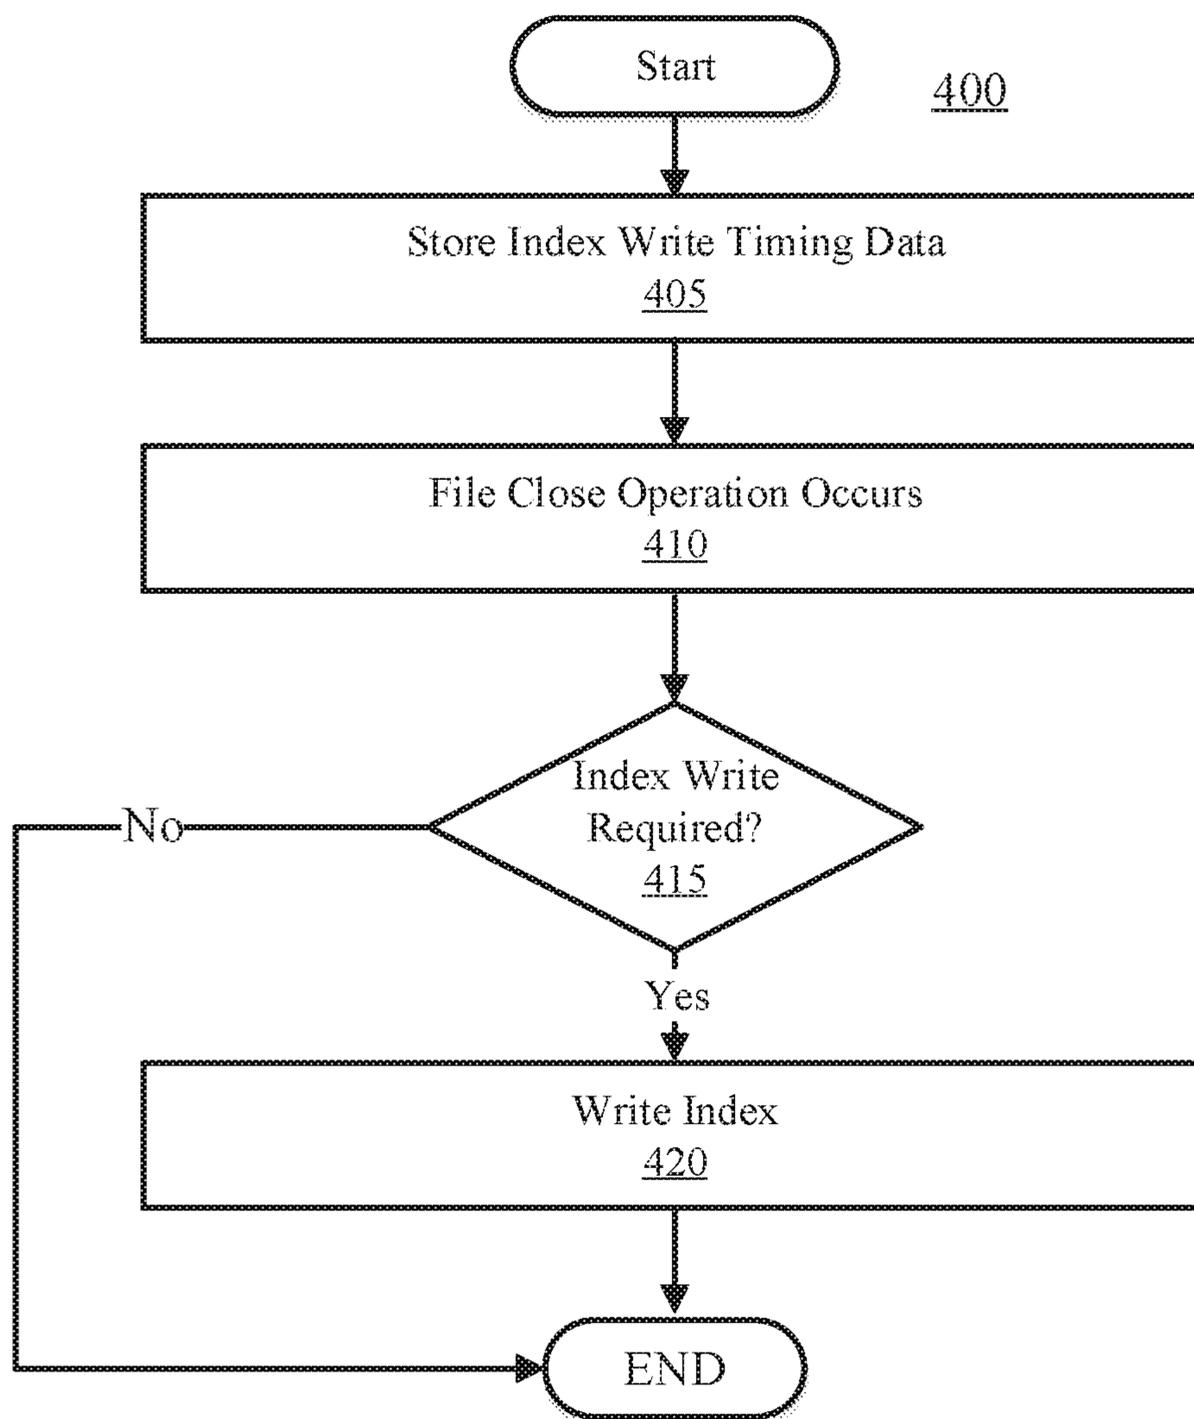 Start
400
Store Index Write Timing Data
405
File Close Operation Occurs
410
Index Write
Required?
415
No
Yes
Write Index
420
END